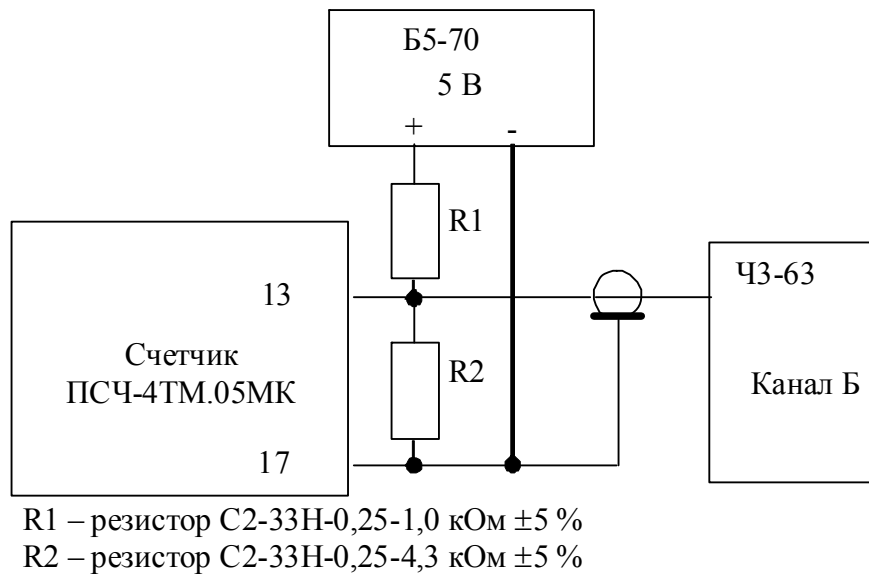 Б5-70
5 В
+ -
R1
13
ЧЗ-63
Счетчик
ПСЧ-4ТМ.05МК
R2
Канал Б
17
R1 – резистор С2-33Н-0,25-1,0 кОм ±5 %
R2 – резистор С2-33Н-0,25-4,3 кОм ±5 %